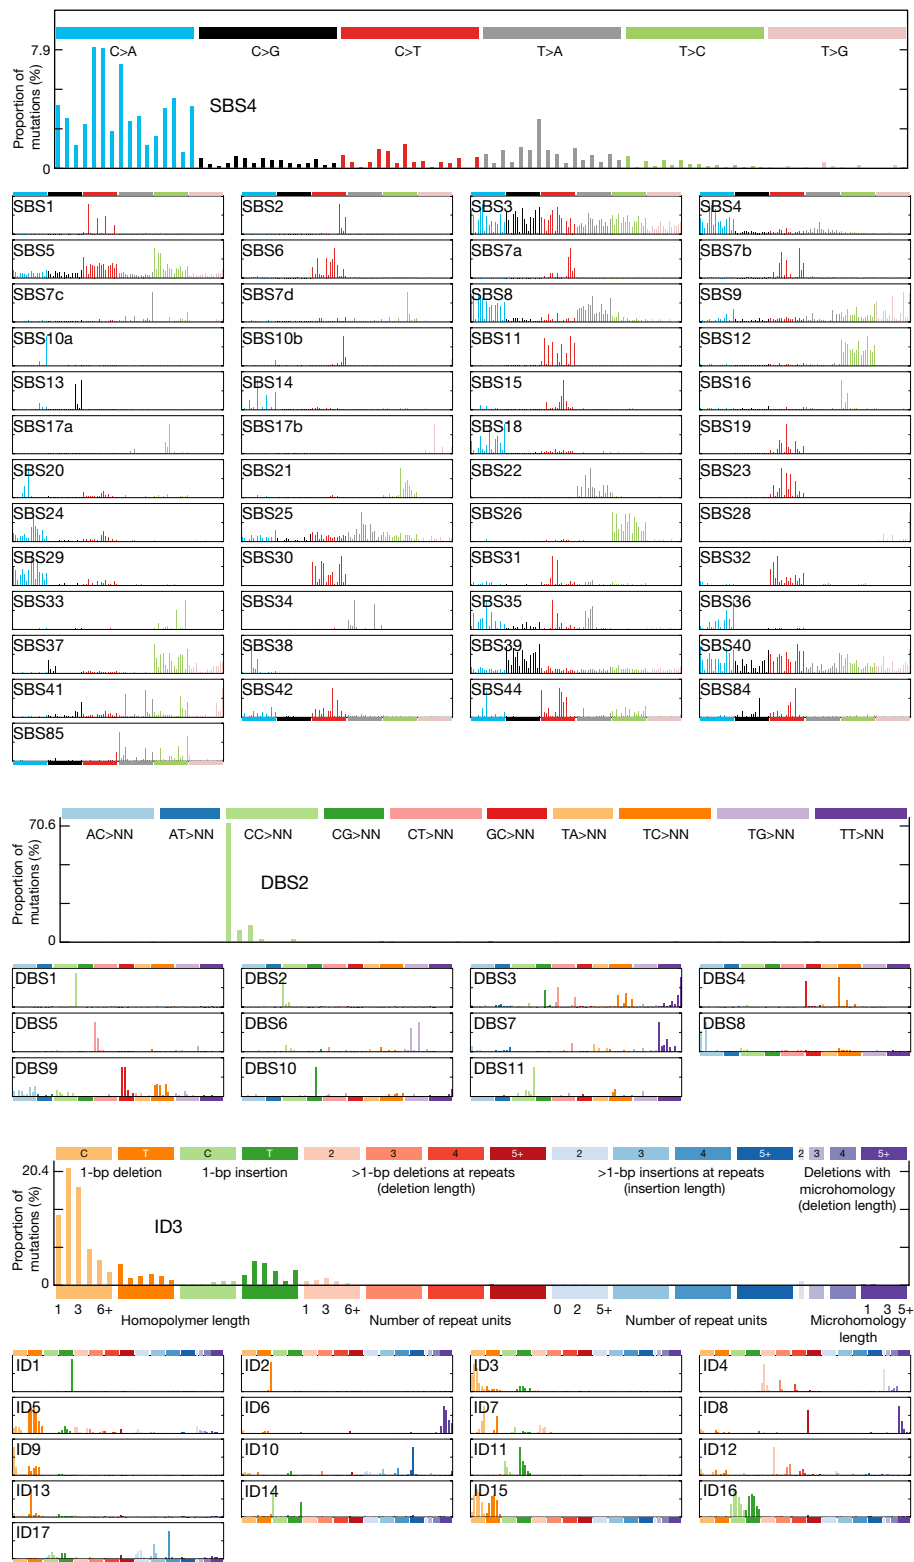 7.9
Proportion of
mutations (%)
0
C>A C>G C>T T>A T>C T>G
SBS4
SBS1 SBS2 SBS3 SBS4
SBS5 SBS6 SBS7a SBS7b
SBS7c SBS7d SBS8 SBS9
SBS10a SBS10b SBS11 SBS12
SBS13 SBS14 SBS15 SBS16
SBS17a SBS17b SBS18 SBS19
SBS20 SBS21 SBS22 SBS23
SBS24 SBS25 SBS26 SBS28
SBS29 SBS30 SBS31 SBS32
SBS33 SBS34 SBS35 SBS36
SBS37 SBS38 SBS39 SBS40
SBS41 SBS42 SBS44 SBS84
SBS85
70.6
Proportion of
mutations (%)
0
AC>NN AT>NN CC>NN CG>NN CT>NN GC>NN TA>NN TC>NN TG>NN TT>NN
DBS2
DBS1 DBS2 DBS3 DBS4
DBS5 DBS6 DBS7 DBS8
DBS9 DBS10 DBS11
C T C T 2 3 4 5+ 2 3 4 5+ 2 3 4 5+
20.4
Proportion of
mutations (%)
0
1-bp deletion 1-bp insertion >1-bp deletions at repeats
(deletion length)
>1-bp insertions at repeats
(insertion length)
Deletions with
microhomology
(deletion length)
ID3
1 3 6+ 1 3 6+ 0 2 5+ 1 3 5+
Homopolymer length Number of repeat units Number of repeat units Microhomology
length
ID1 ID2 ID3 ID4
ID5 ID6 ID7 ID8
ID9 ID10 ID11 ID12
ID13 ID14 ID15 ID16
ID17